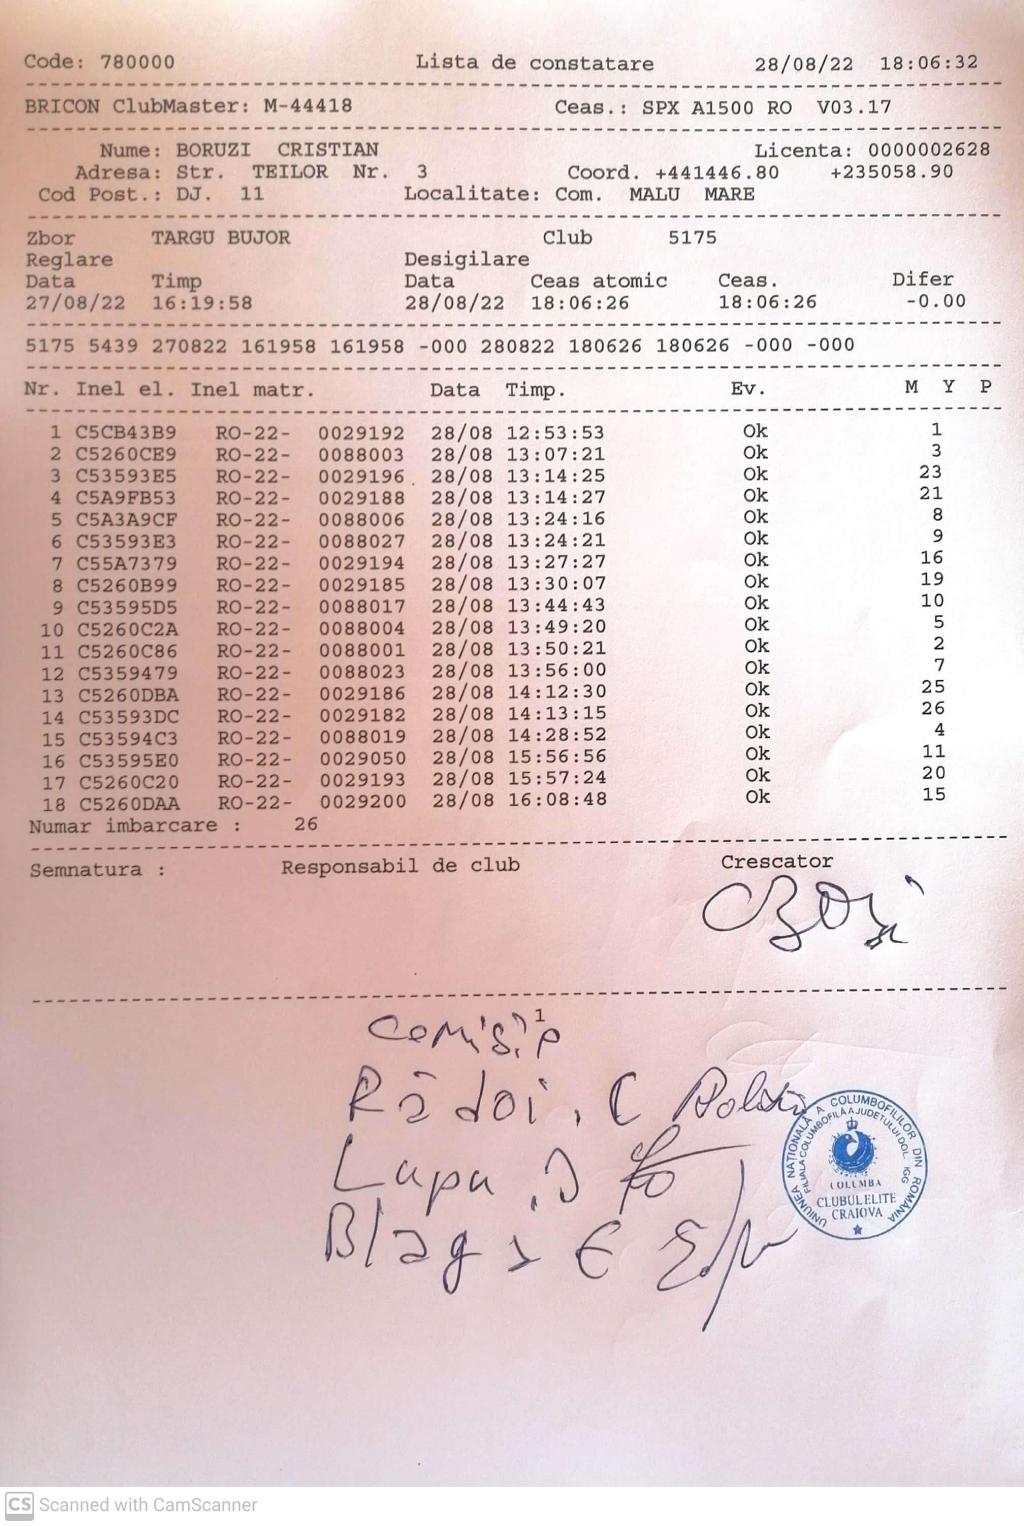 Code: 780000 Lista de constatare 28/08/22 18:06:32
BRICON ClubMaster: M-44418 Ceas.: SPX A1500 RO V03.17
Nume: BORUZI CRISTIAN Licenta: 0000002628
Adresa: Str. TEILOR Nr. 3 Coord. +441446.80 +235058.90
Cod Post.: DJ. 11 Localitate: Com. MALU MARE
Zbor TARGU BUJOR Club 5175
Reglare Desigilare
Data Timp Data Ceas atomic Ceas. Difer
27/08/22 16:19:58 28/08/22 18:06:26 18:06:26 -0.00
5175 5439 270822 161958 161958 -000 280822 180626 180626 -000 -000
Nr. Inel el. Inel matr. Data Timp. Ev. M Y P
1 C5CB43B9 RO-22- 0029192 28/08 12:53:53 Ok 1
2 C5260CE9 RO-22- 0088003 28/08 13:07:21 Ok 3
3 C53593E5 RO-22- 0029196 28/08 13:14:25 Ok 23
4 C5A9FB53 RO-22- 0029188 28/08 13:14:27 Ok 21
5 C5A3A9CF RO-22- 0088006 28/08 13:24:16 Ok 8
6 C53593E3 RO-22- 0088027 28/08 13:24:21 Ok 9
7 C55A7379 RO-22- 0029194 28/08 13:27:27 Ok 16
8 C5260B99 RO-22- 0029185 28/08 13:30:07 Ok 19
9 C53595D5 RO-22- 0088017 28/08 13:44:43 Ok 10
10 C5260C2A RO-22- 0088004 28/08 13:49:20 Ok 5
11 C5260C86 RO-22- 0088001 28/08 13:50:21 Ok 2
12 C5359479 RO-22- 0088023 28/08 13:56:00 Ok 7
13 C5260DBA RO-22- 0029186 28/08 14:12:30 Ok 25
14 C53593DC RO-22- 0029182 28/08 14:13:15 Ok 26
15 C53594C3 RO-22- 0088019 28/08 14:28:52 Ok 4
16 C53595E0 RO-22- 0029050 28/08 15:56:56 Ok 11
17 C5260C20 RO-22- 0029193 28/08 15:57:24 Ok 20
18 C5260DAA RO-22- 0029200 28/08 16:08:48 Ok 15
Numar imbarcare : 26
Semnatura : Responsabil de club Crescator
1
Rădoi. C
Lupu . D
Blaga E
UNIUNEA NAȚIONALĂ A COLUMBOFILILOR DIN ROMÂNIA
FILIALA COLUMBOFILĂ A JUDEȚULUI DOLJ
COLUMBA
CLUBUL ELITE
CRAIOVA
CS Scanned with CamScanner